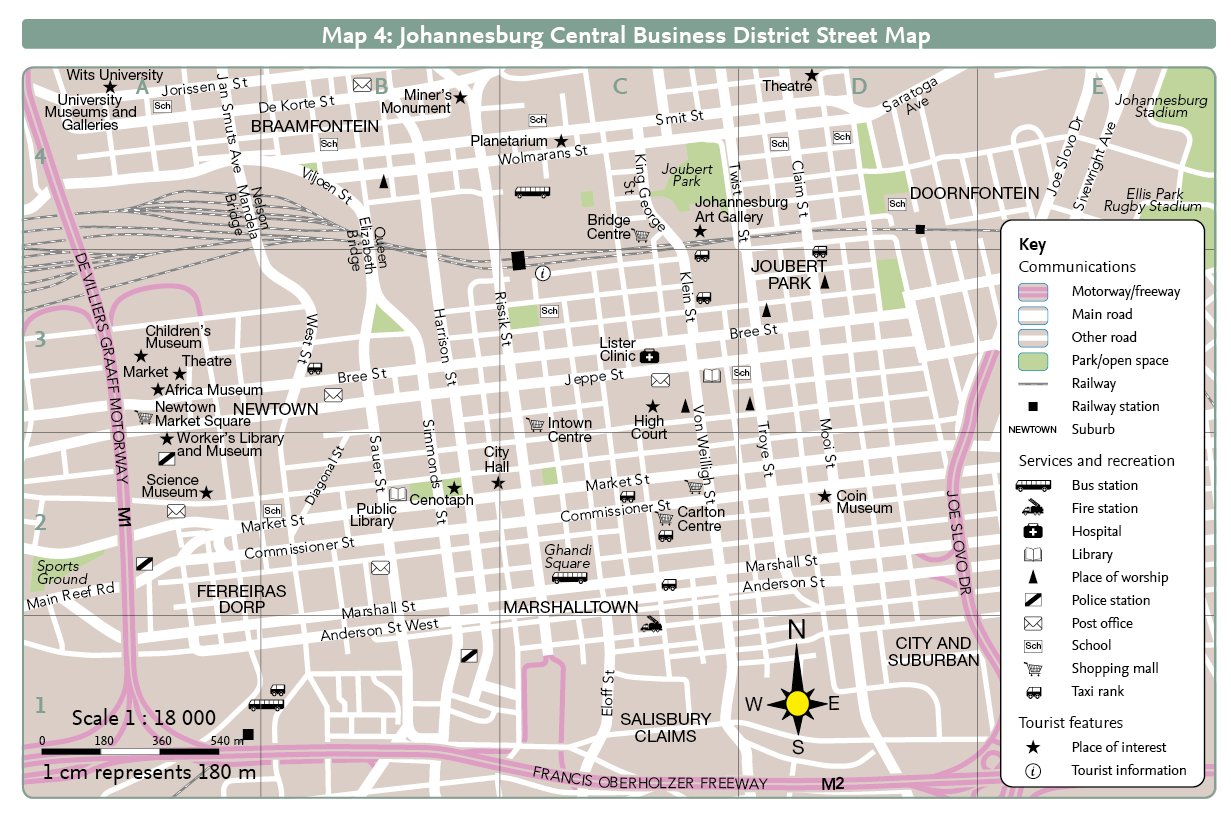 Map 4: Johannesburg Central Business District Street Map
A
B
C
D
E
4
3
2
1
Wits University
University
Museums and
Galleries
Jorissen St
Sch
Jan Smuts Ave
De Korte St
BRAAMFONTEIN
Sch
Miner's
Monument
Planetarium
Sch
Wolmarans St
Smit St
Theatre
Saratoga
Ave
Sch
Sch
Johannesburg
Stadium
Joe Slovo Dr
Sivewright Ave
Ellis Park
Rugby Stadium
DOORNFONTEIN
Sch
Claim St
Twist St
Joubert
Park
King George
St
Johannesburg
Art Gallery
Bridge
Centre
Viljoen St
Nelson
Mandela
Bridge
Queen
Elizabeth
Bridge
DE VILLIERS GRAAFF MOTORWAY
M1
JOUBERT
PARK
Klein St
Rissik St
Sch
Harrison St
West St
Bree St
Bree St
Children's
Museum
Theatre
Market
Africa Museum
Newtown
Market Square
NEWTOWN
Lister
Clinic
Jeppe St
Sch
High
Court
Intown
Centre
Von Weilligh St
Troye St
Mooi St
Worker's Library
and Museum
Science
Museum
Diagonal St
Sauer St
Simmonds St
City
Hall
Cenotaph
Public
Library
Sch
Market St
Market St
Commissioner St
Commissioner St
Carlton
Centre
Coin
Museum
Ghandi
Square
Marshall St
Anderson St
JOE SLOVO DR
Sports
Ground
Main Reef Rd
FERREIRAS
DORP
Marshall St
Anderson St West
MARSHALLTOWN
CITY AND
SUBURBAN
Eloff St
SALISBURY
CLAIMS
N
W
E
S
Scale 1 : 18 000
0 180 360 540 m
1 cm represents 180 m
FRANCIS OBERHOLZER FREEWAY
M2
Key
Communications
Motorway/freeway
Main road
Other road
Park/open space
Railway
Railway station
NEWTOWN Suburb
Services and recreation
Bus station
Fire station
Hospital
Library
Place of worship
Police station
Post office
Sch School
Shopping mall
Taxi rank
Tourist features
Place of interest
i Tourist information
i